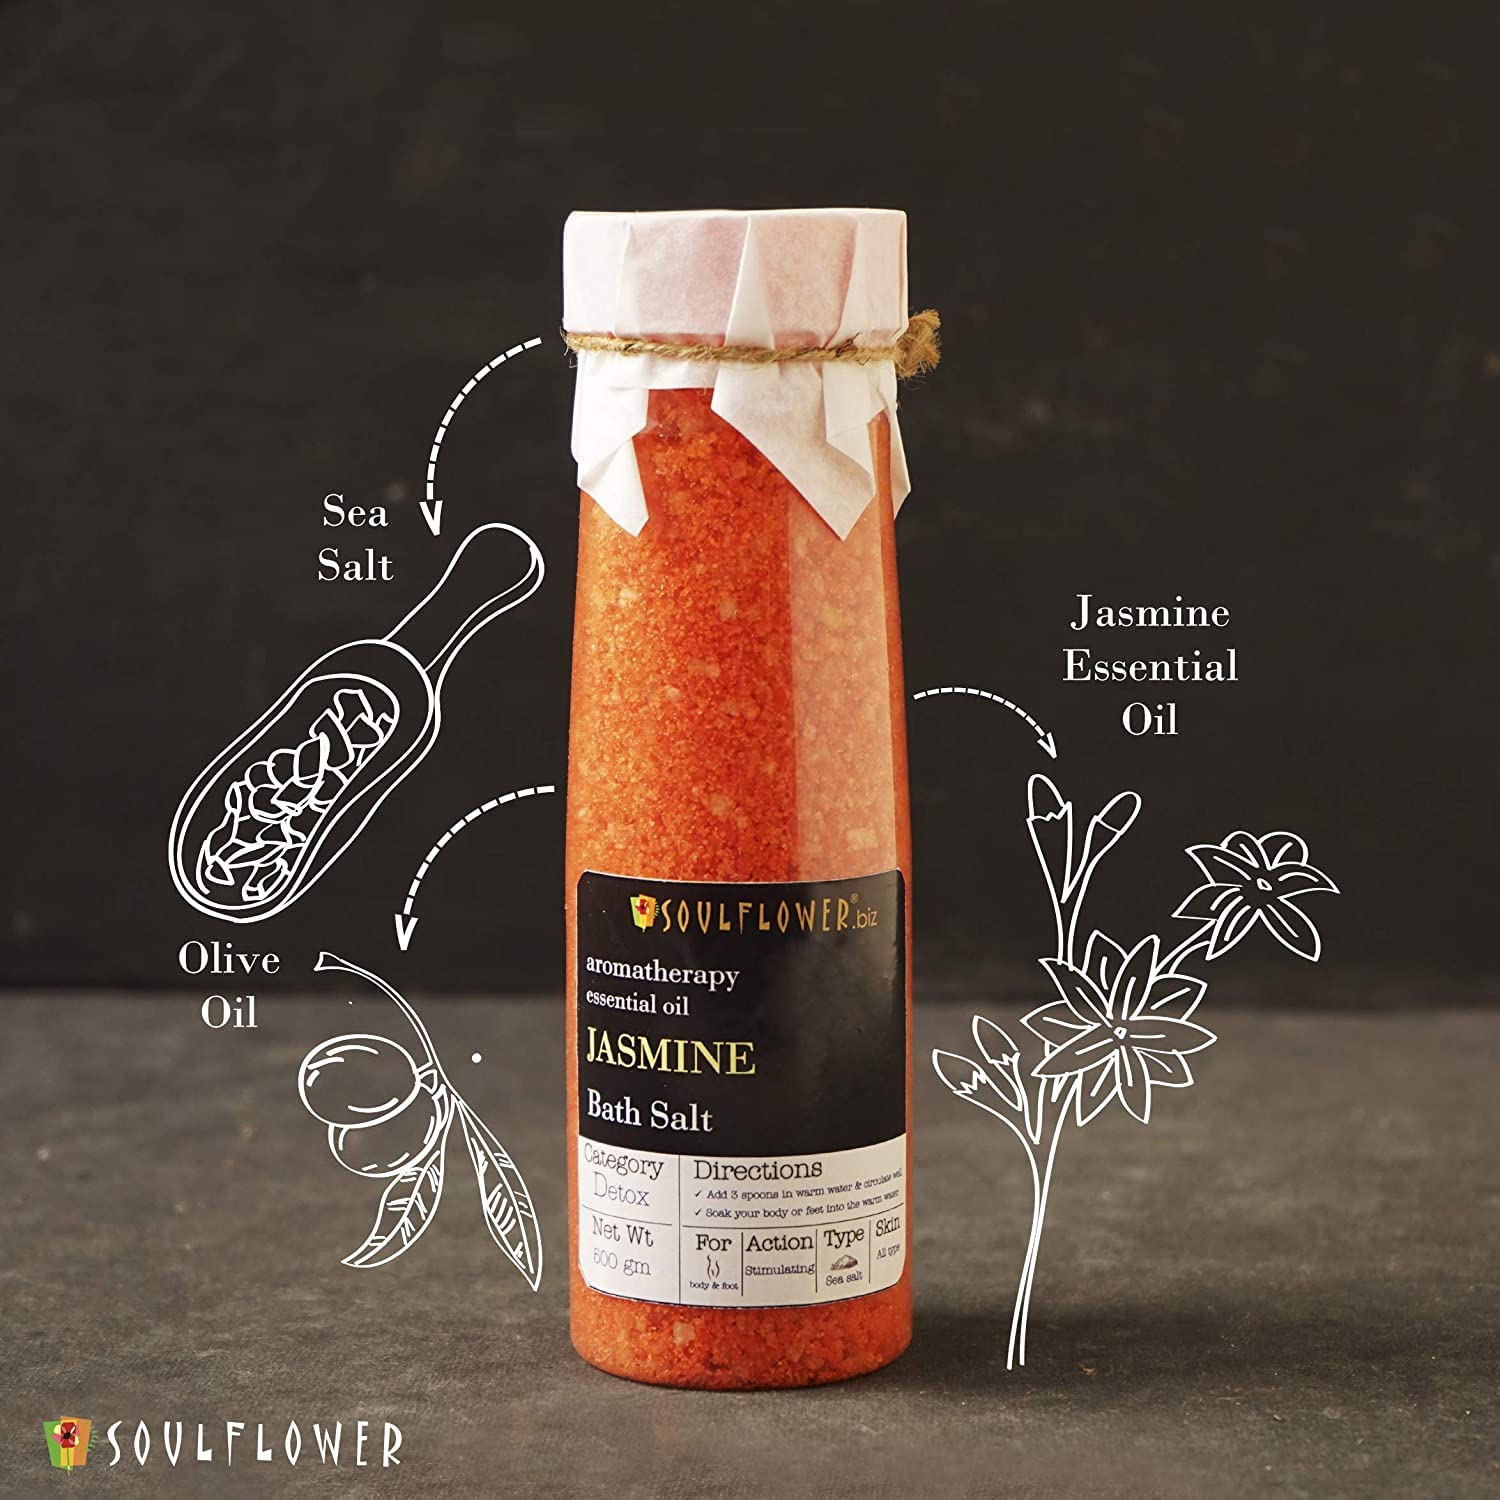 Sea
Salt
Jasmine
Essential
Oil
Olive
Oil
SOULFLOWER®.biz
aromatherapy
essential oil
JASMINE
Bath Salt
Category
Detox
Net Wt
500 gm
Directions
✓ Add 3 spoons in warm water & circulate well
✓ Soak your body or feet into the warm water
For
body & foot
Action
Stimulating
Type
Sea salt
Skin
All type
SOULFLOWER